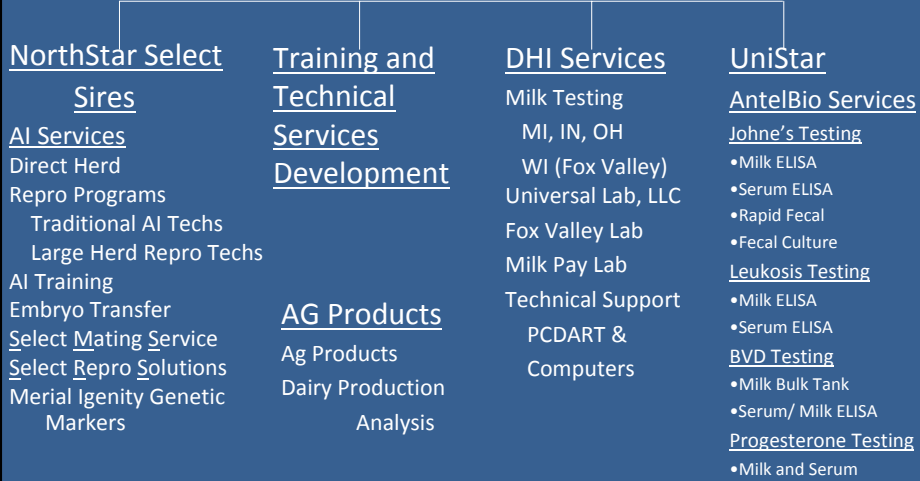 NorthStar Select
Sires
AI Services
Direct Herd
Repro Programs
Traditional AI Techs
Large Herd Repro Techs
AI Training
Embryo Transfer
Select Mating Service
Select Repro Solutions
Merial Igenity Genetic
Markers
Training and
Technical
Services
Development
AG Products
Ag Products
Dairy Production
Analysis
DHI Services
Milk Testing
MI, IN, OH
WI (Fox Valley)
Universal Lab, LLC
Fox Valley Lab
Milk Pay Lab
Technical Support
PCDART &
Computers
UniStar
AntelBio Services
Johne's Testing
•Milk ELISA
•Serum ELISA
•Rapid Fecal
•Fecal Culture
Leukosis Testing
•Milk ELISA
•Serum ELISA
BVD Testing
•Milk Bulk Tank
•Serum/ Milk ELISA
Progesterone Testing
•Milk and Serum